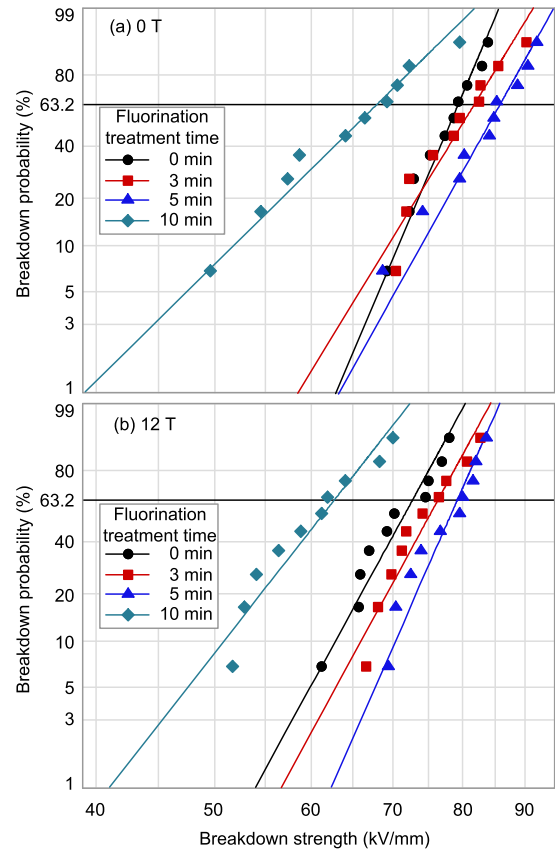 (a) 0 T
99
80
63.2
40
20
10
5
3
1
Breakdown probability (%)
Fluorination
treatment time
0 min
3 min
5 min
10 min
(b) 12 T
99
80
63.2
40
20
10
5
3
1
Breakdown probability (%)
Fluorination
treatment time
0 min
3 min
5 min
10 min
40 50 60 70 80 90
Breakdown strength (kV/mm)